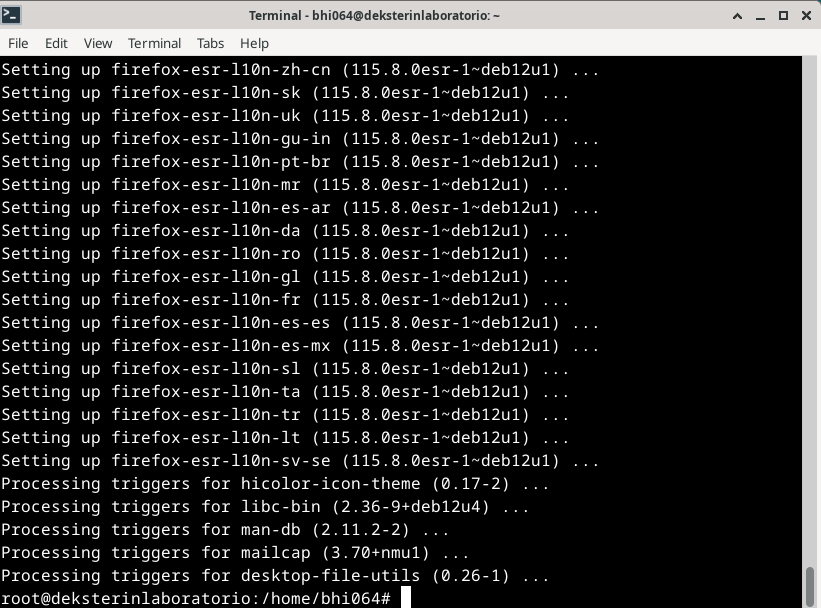 Terminal - bhi064@deksterinlaboratorio: ~
File Edit View Terminal Tabs Help
Setting up firefox-esr-l10n-zh-cn (115.8.0esr-1~deb12u1) ...
Setting up firefox-esr-l10n-sk (115.8.0esr-1~deb12u1) ...
Setting up firefox-esr-l10n-uk (115.8.0esr-1~deb12u1) ...
Setting up firefox-esr-l10n-gu-in (115.8.0esr-1~deb12u1) ...
Setting up firefox-esr-l10n-pt-br (115.8.0esr-1~deb12u1) ...
Setting up firefox-esr-l10n-mr (115.8.0esr-1~deb12u1) ...
Setting up firefox-esr-l10n-es-ar (115.8.0esr-1~deb12u1) ...
Setting up firefox-esr-l10n-da (115.8.0esr-1~deb12u1) ...
Setting up firefox-esr-l10n-ro (115.8.0esr-1~deb12u1) ...
Setting up firefox-esr-l10n-gl (115.8.0esr-1~deb12u1) ...
Setting up firefox-esr-l10n-fr (115.8.0esr-1~deb12u1) ...
Setting up firefox-esr-l10n-es-es (115.8.0esr-1~deb12u1) ...
Setting up firefox-esr-l10n-es-mx (115.8.0esr-1~deb12u1) ...
Setting up firefox-esr-l10n-sl (115.8.0esr-1~deb12u1) ...
Setting up firefox-esr-l10n-ta (115.8.0esr-1~deb12u1) ...
Setting up firefox-esr-l10n-tr (115.8.0esr-1~deb12u1) ...
Setting up firefox-esr-l10n-lt (115.8.0esr-1~deb12u1) ...
Setting up firefox-esr-l10n-sv-se (115.8.0esr-1~deb12u1) ...
Processing triggers for hicolor-icon-theme (0.17-2) ...
Processing triggers for libc-bin (2.36-9+deb12u4) ...
Processing triggers for man-db (2.11.2-2) ...
Processing triggers for mailcap (3.70+nmu1) ...
Processing triggers for desktop-file-utils (0.26-1) ...
root@deksterinlaboratorio:/home/bhi064#